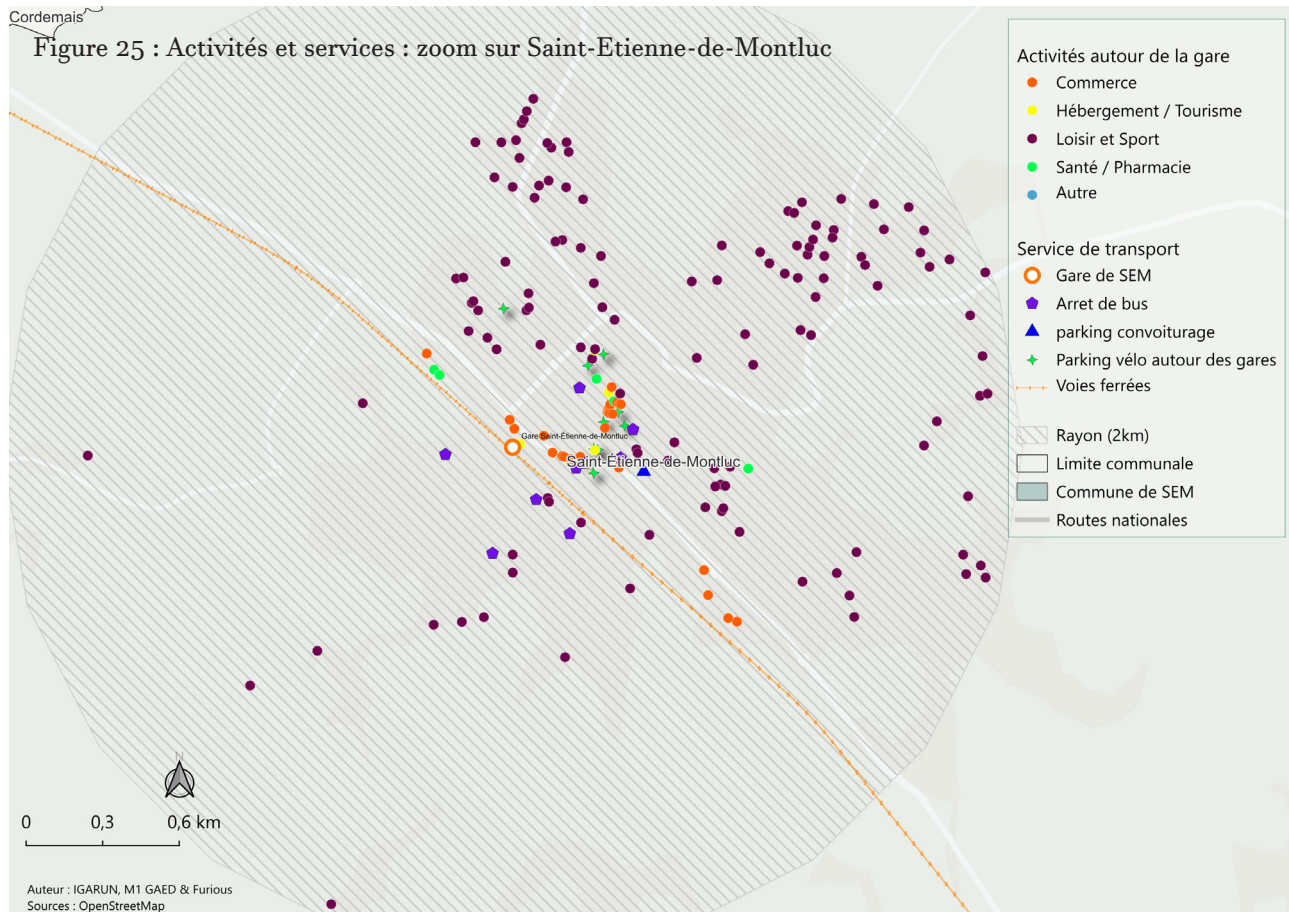 Cordemais
Figure 25 : Activités et services : zoom sur Saint-Etienne-de-Montluc
Activités autour de la gare
Commerce
Hébergement / Tourisme
Loisir et Sport
Santé / Pharmacie
Autre
Service de transport
Gare de SEM
Arret de bus
parking convoiturage
Parking vélo autour des gares
Voies ferrées
Rayon (2km)
Limite communale
Commune de SEM
Routes nationales
Gare Saint-Étienne-de-Montluc
Saint-Étienne-de-Montluc
N
0 0,3 0,6 km
Auteur : IGARUN, M1 GAED & Furious
Sources : OpenStreetMap